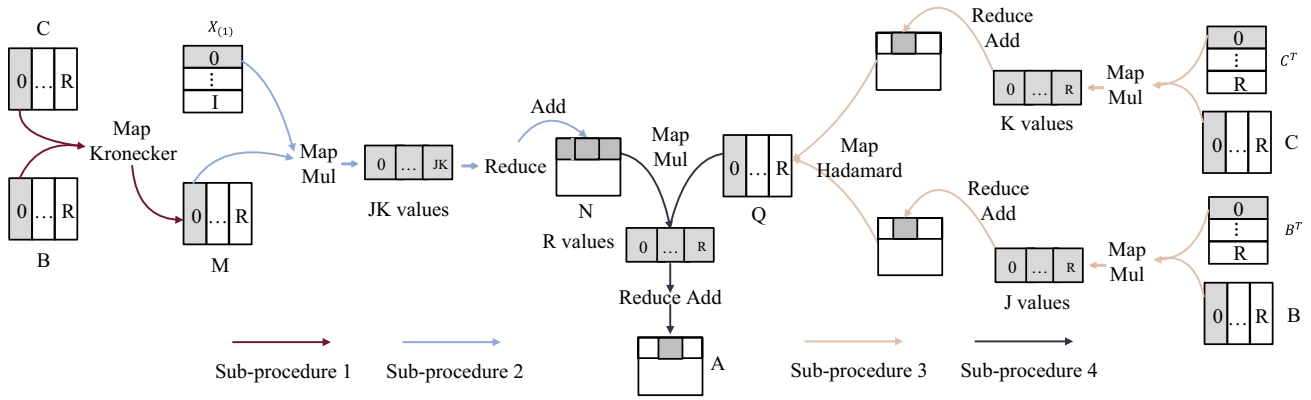 C
0 … R
Map
Kronecker
0 … R
B
X(1)
0
⋮
I
0 … R
M
Map
Mul
0 … JK
JK values
Add
Reduce
N
Map
Mul
0 … R
Q
R values
0 … R
Reduce Add
A
Map
Hadamard
Reduce
Add
0 … R
K values
Map
Mul
0
⋮
R
C^T
0 … R
C
Reduce
Add
0 … R
J values
Map
Mul
0
⋮
R
B^T
0 … R
B
Sub-procedure 1
Sub-procedure 2
Sub-procedure 3
Sub-procedure 4